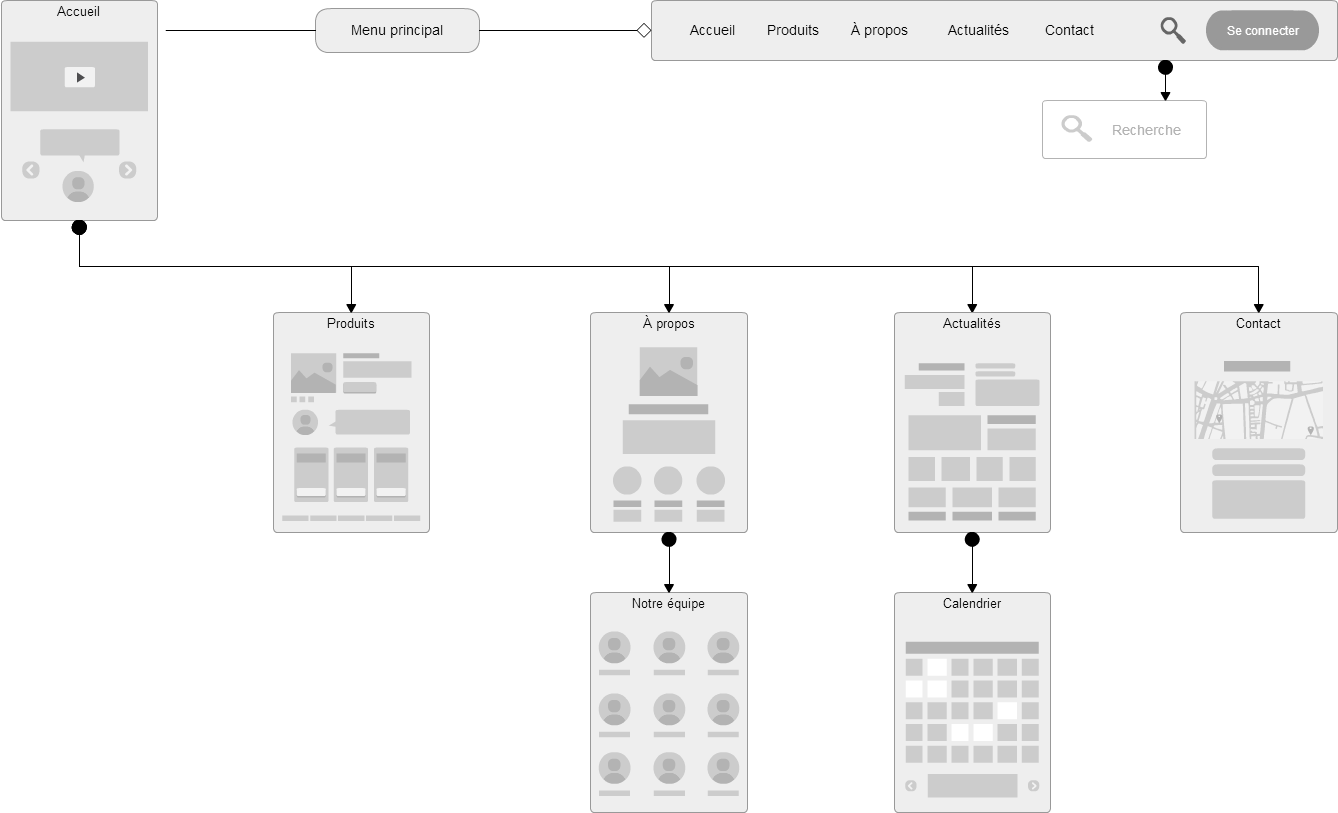 Accueil
Menu principal
Accueil
Produits
À propos
Actualités
Contact
Se connecter
Recherche
Produits
À propos
Actualités
Contact
Notre équipe
Calendrier